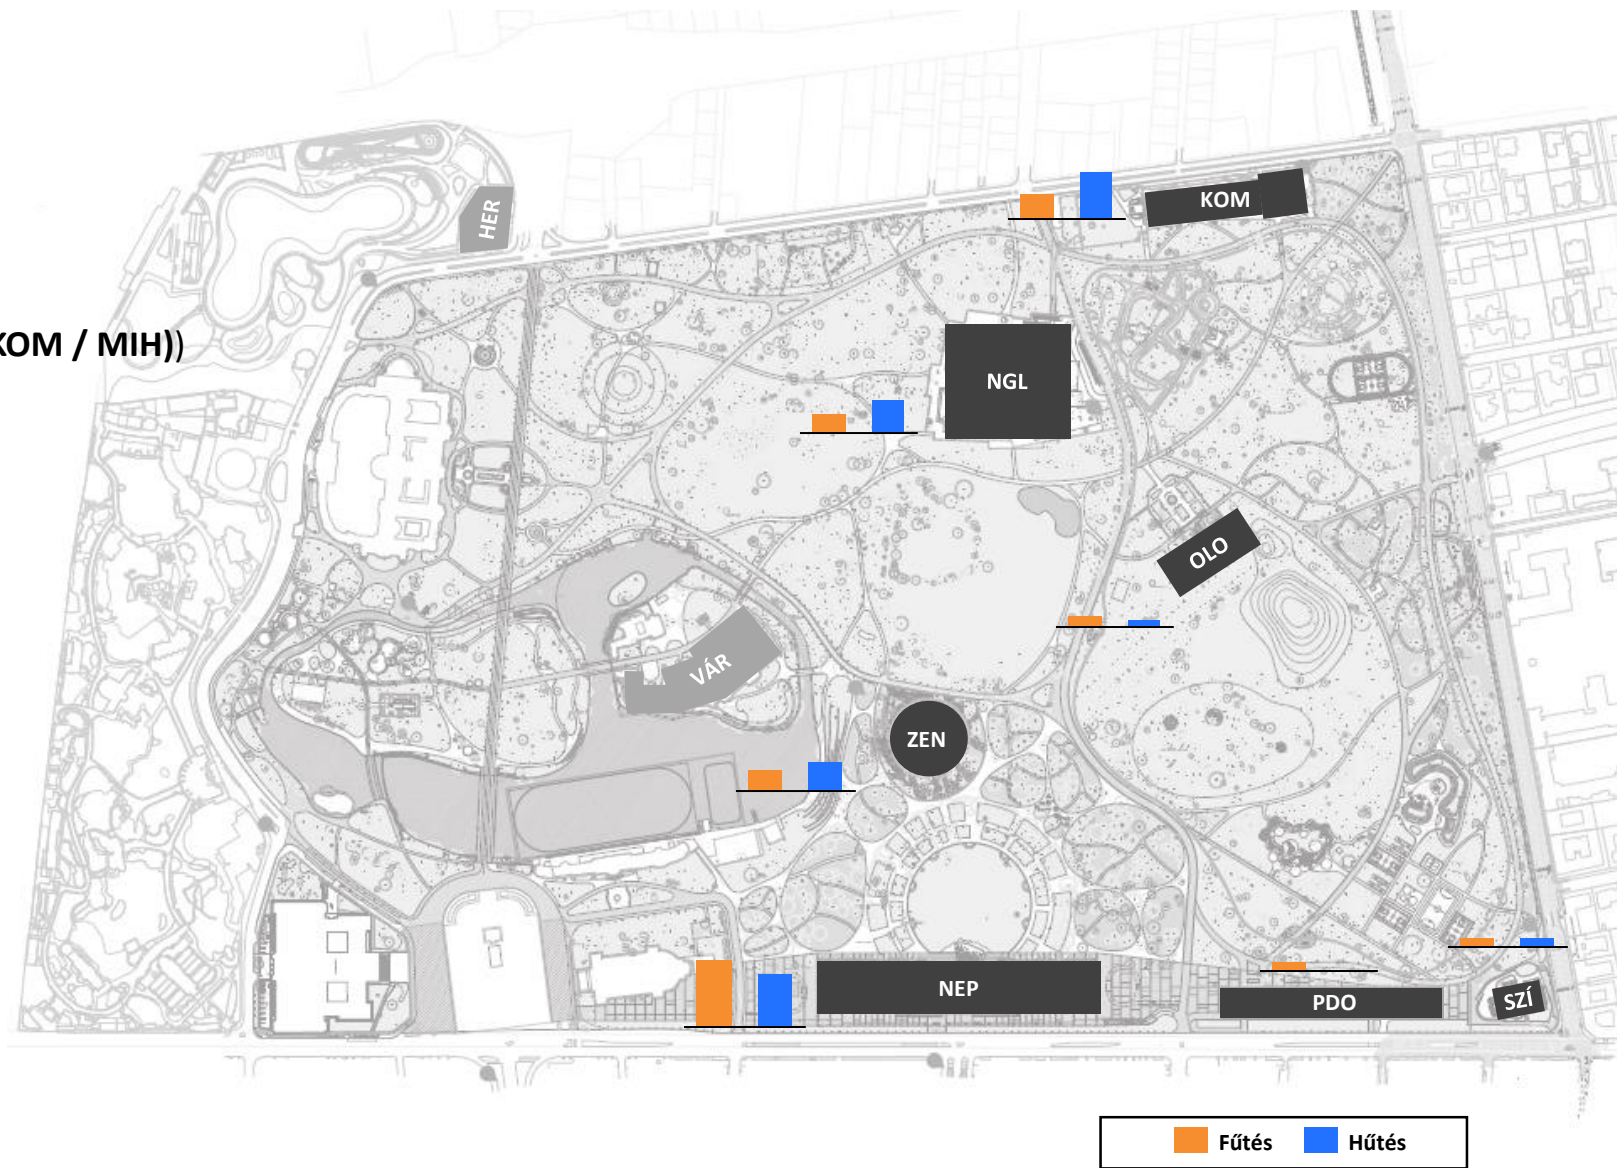 HER
KOM
KOM / MIH))
NGL
OLO
VÁR
ZEN
NEP
PDO
SZÍ
Fűtés
Hűtés